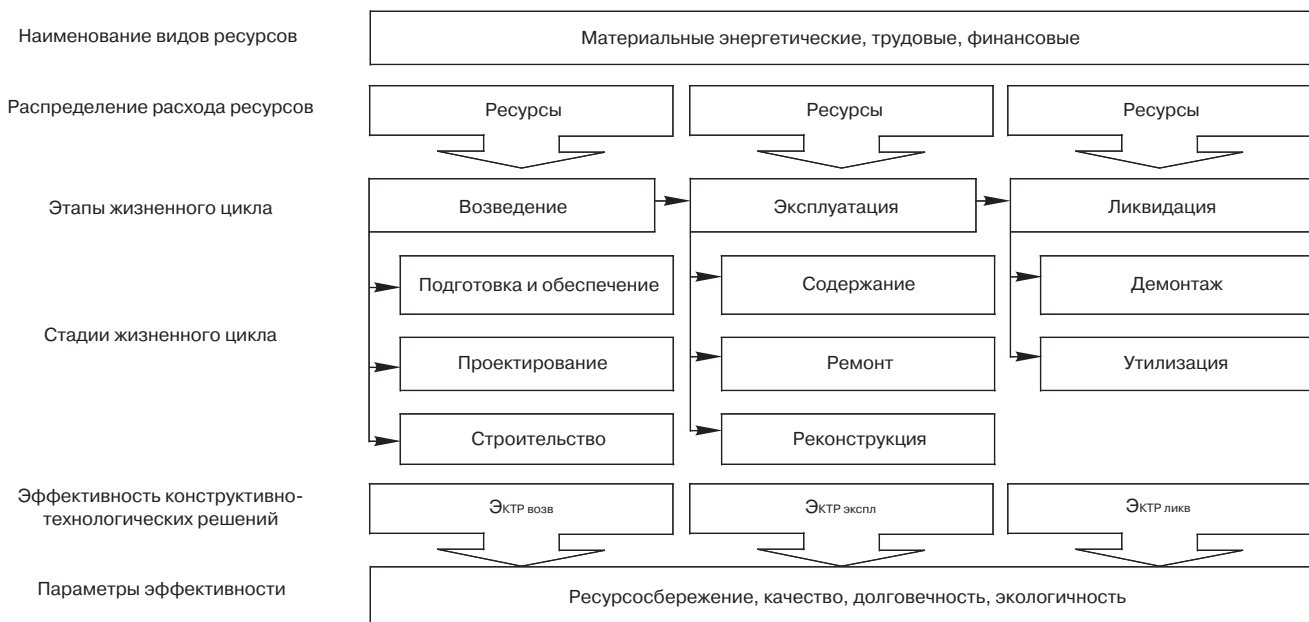 Наименование видов ресурсов
Материальные энергетические, трудовые, финансовые
Распределение расхода ресурсов
Ресурсы
Ресурсы
Ресурсы
Этапы жизненного цикла
Возведение
Эксплуатация
Ликвидация
Стадии жизненного цикла
Подготовка и обеспечение
Содержание
Демонтаж
Проектирование
Ремонт
Утилизация
Строительство
Реконструкция
Эффективность конструктивно-
технологических решений
ЭКТР возв
ЭКТР экспл
ЭКТР ликв
Параметры эффективности
Ресурсосбережение, качество, долговечность, экологичность